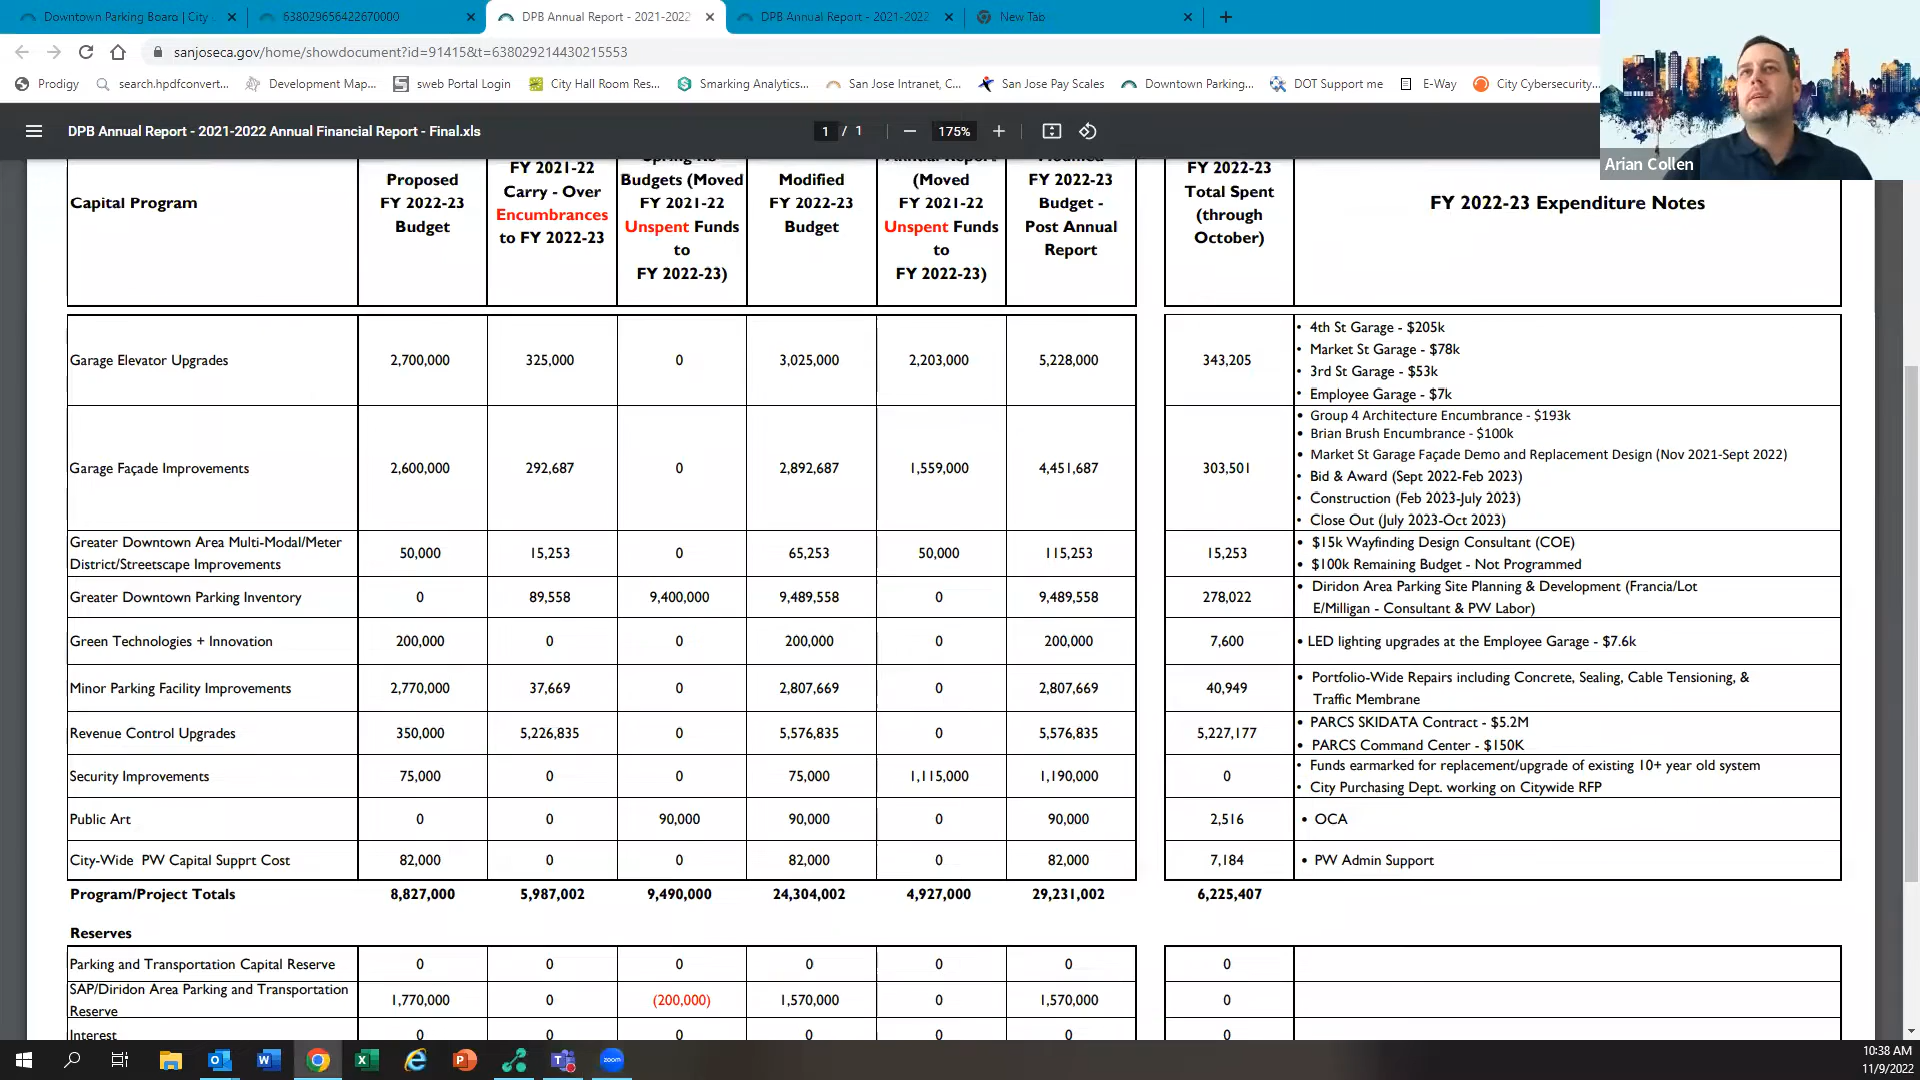 Downtown Parking Board | City
638029656422670000
DPB Annual Report - 2021-2022
DPB Annual Report - 2021-2022
New Tab
sanjoseca.gov/home/showdocument?id=91415&t=638029214430215553
Prodigy
search.hpdfconvert...
Development Map...
sweb Portal Login
City Hall Room Res...
Smarking Analytics...
San Jose Intranet, C...
San Jose Pay Scales
Downtown Parking...
DOT Support me
E-Way
City Cybersecurity...
DPB Annual Report - 2021-2022 Annual Financial Report - Final.xls
1 / 1
175%
Arian Collen
Capital Program
Proposed
FY 2022-23
Budget
FY 2021-22
Carry - Over
Encumbrances
to FY 2022-23
Budgets (Moved
FY 2021-22
Unspent Funds
to
FY 2022-23)
Modified
FY 2022-23
Budget
Annual Report
(Moved
FY 2021-22
Unspent Funds
to
FY 2022-23)
Modified
FY 2022-23
Budget -
Post Annual
Report
FY 2022-23
Total Spent
(through
October)
FY 2022-23 Expenditure Notes
Garage Elevator Upgrades 2,700,000 325,000 0 3,025,000 2,203,000 5,228,000 343,205
• 4th St Garage - $205k
• Market St Garage - $78k
• 3rd St Garage - $53k
• Employee Garage - $7k
Garage Façade Improvements 2,600,000 292,687 0 2,892,687 1,559,000 4,451,687 303,501
• Group 4 Architecture Encumbrance - $193k
• Brian Brush Encumbrance - $100k
• Market St Garage Façade Demo and Replacement Design (Nov 2021-Sept 2022)
• Bid & Award (Sept 2022-Feb 2023)
• Construction (Feb 2023-July 2023)
• Close Out (July 2023-Oct 2023)
Greater Downtown Area Multi-Modal/Meter
District/Streetscape Improvements
50,000 15,253 0 65,253 50,000 115,253 15,253
• $15k Wayfinding Design Consultant (COE)
• $100k Remaining Budget - Not Programmed
Greater Downtown Parking Inventory 0 89,558 9,400,000 9,489,558 0 9,489,558 278,022
• Diridon Area Parking Site Planning & Development (Francia/Lot
E/Milligan - Consultant & PW Labor)
Green Technologies + Innovation 200,000 0 0 200,000 0 200,000 7,600
• LED lighting upgrades at the Employee Garage - $7.6k
Minor Parking Facility Improvements 2,770,000 37,669 0 2,807,669 0 2,807,669 40,949
• Portfolio-Wide Repairs including Concrete, Sealing, Cable Tensioning, &
Traffic Membrane
Revenue Control Upgrades 350,000 5,226,835 0 5,576,835 0 5,576,835 5,227,177
• PARCS SKIDATA Contract - $5.2M
• PARCS Command Center - $150K
Security Improvements 75,000 0 0 75,000 1,115,000 1,190,000 0
• Funds earmarked for replacement/upgrade of existing 10+ year old system
• City Purchasing Dept. working on Citywide RFP
Public Art 0 0 90,000 90,000 0 90,000 2,516
• OCA
City-Wide PW Capital Supprt Cost 82,000 0 0 82,000 0 82,000 7,184
• PW Admin Support
Program/Project Totals 8,827,000 5,987,002 9,490,000 24,304,002 4,927,000 29,231,002 6,225,407
Reserves
Parking and Transportation Capital Reserve 0 0 0 0 0 0 0
SAP/Diridon Area Parking and Transportation
Reserve
1,770,000 0 (200,000) 1,570,000 0 1,570,000 0
Interest 0 0 0 0 0 0 0
zoom
10:38 AM
11/9/2022